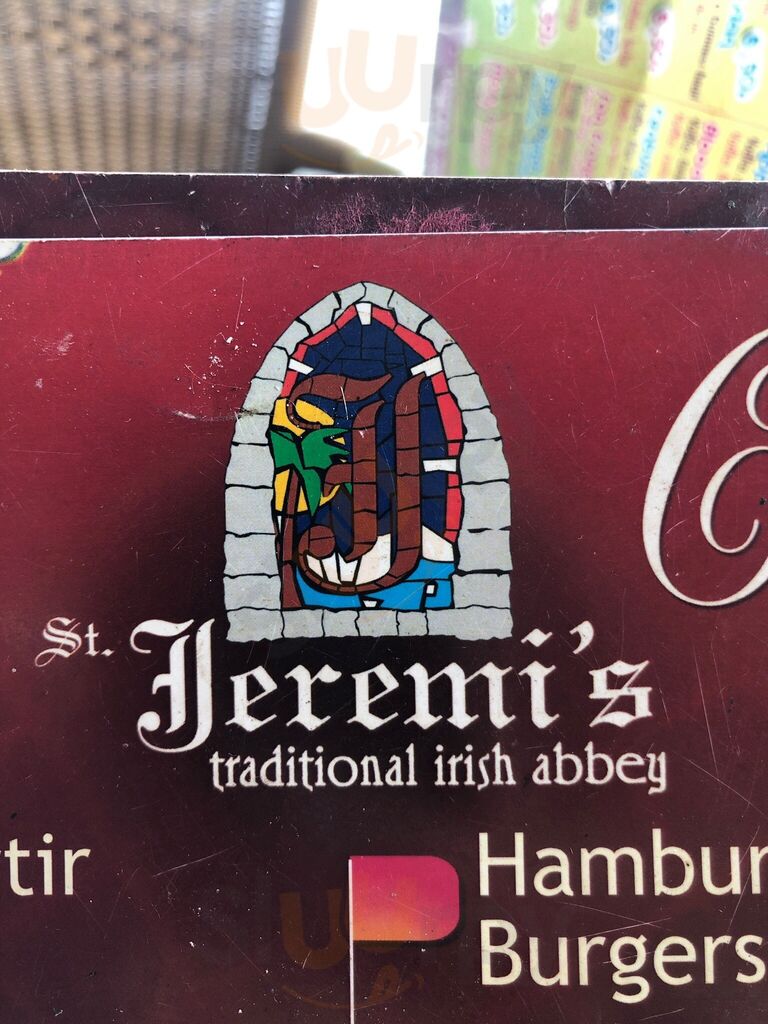 St. Jeremi's
traditional irish abbey
tir
Hambur
Burgers